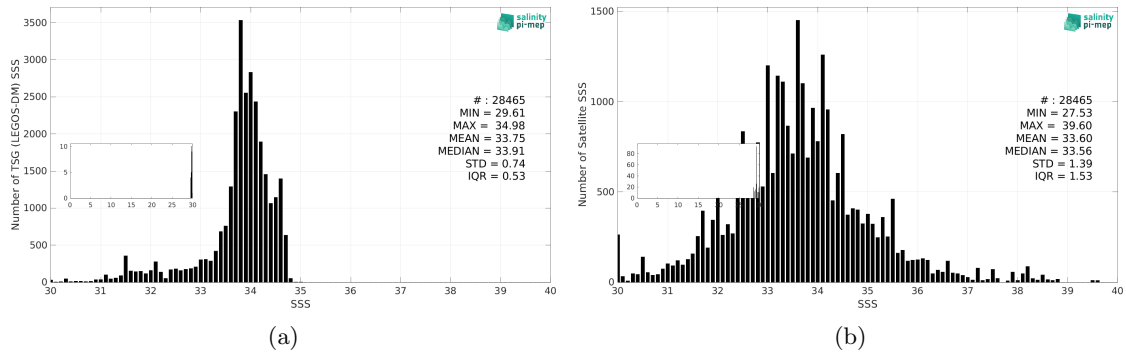 salinity
pi-mep
Number of TSG (LEGOS-DM) SSS
3500
3000
2500
2000
1500
1000
500
0
# : 28465
MIN = 29.61
MAX = 34.98
MEAN = 33.75
MEDIAN = 33.91
STD = 0.74
IQR = 0.53
10
5
0
0 5 10 15 20 25 30
30 31 32 33 34 35 36 37 38 39 40
SSS
(a)
salinity
pi-mep
Number of Satellite SSS
1500
1000
500
0
# : 28465
MIN = 27.53
MAX = 39.60
MEAN = 33.60
MEDIAN = 33.56
STD = 1.39
IQR = 1.53
80
60
40
20
0
0 5 10 15 20
30 31 32 33 34 35 36 37 38 39 40
SSS
(b)